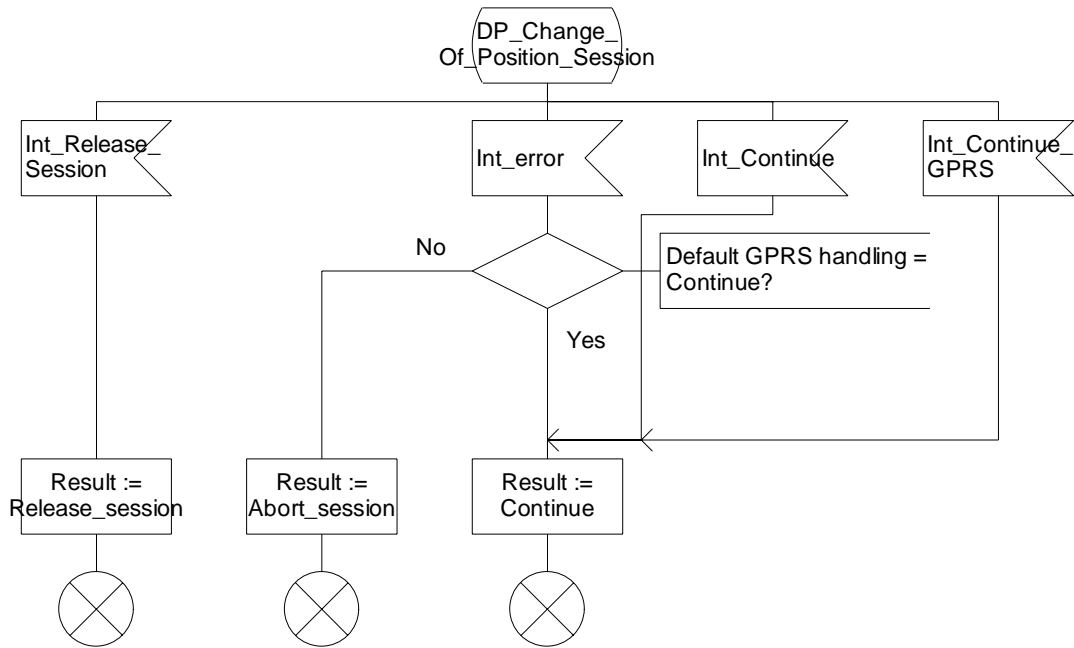 DP_Change_
Of_Position_Session
Int_Release_
Session
Int_error
Int_Continue
Int_Continue_
GPRS
No
Default GPRS handling =
Continue?
Yes
Result :=
Release_session
Result :=
Abort_session
Result :=
Continue